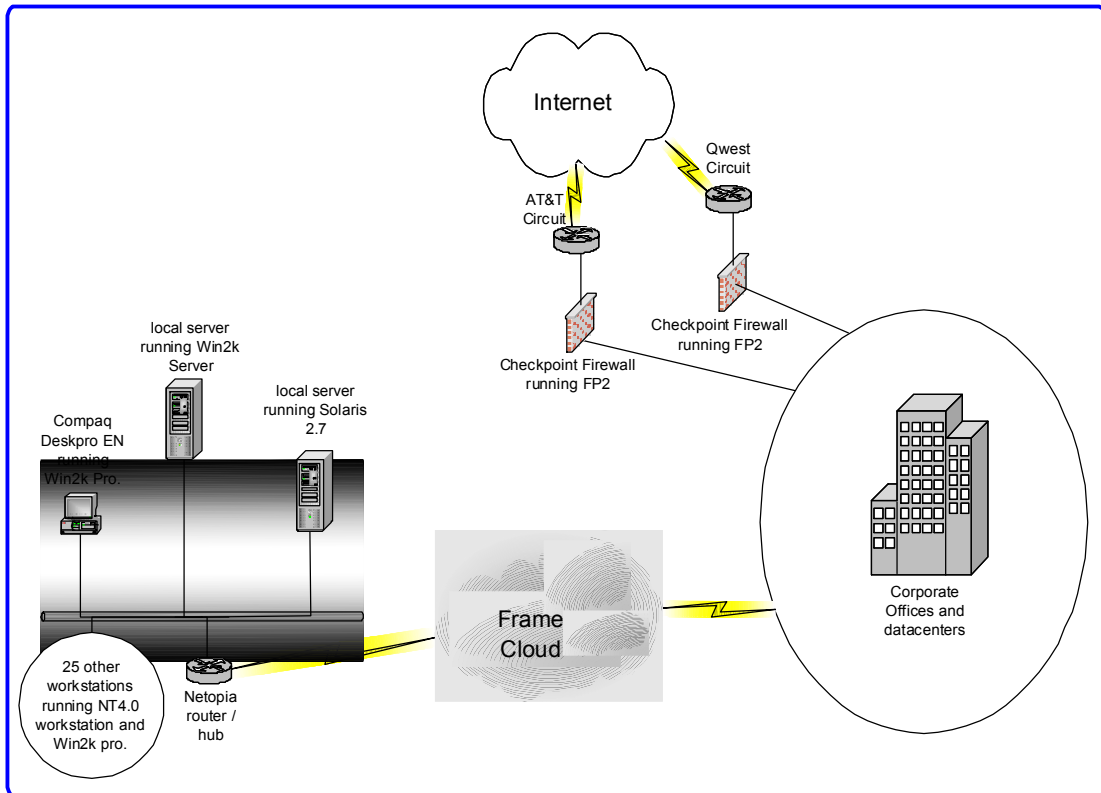 Internet
Qwest
Circuit
AT&T
Circuit
Checkpoint Firewall
running FP2
Checkpoint Firewall
running FP2
local server
running Win2k
Server
local server
running Solaris
2.7
Compaq
Deskpro EN
running
Win2k Pro.
Frame
Cloud
Corporate
Offices and
datacenters
25 other
workstations
running NT4.0
workstation and
Win2k pro.
Netopia
router /
hub